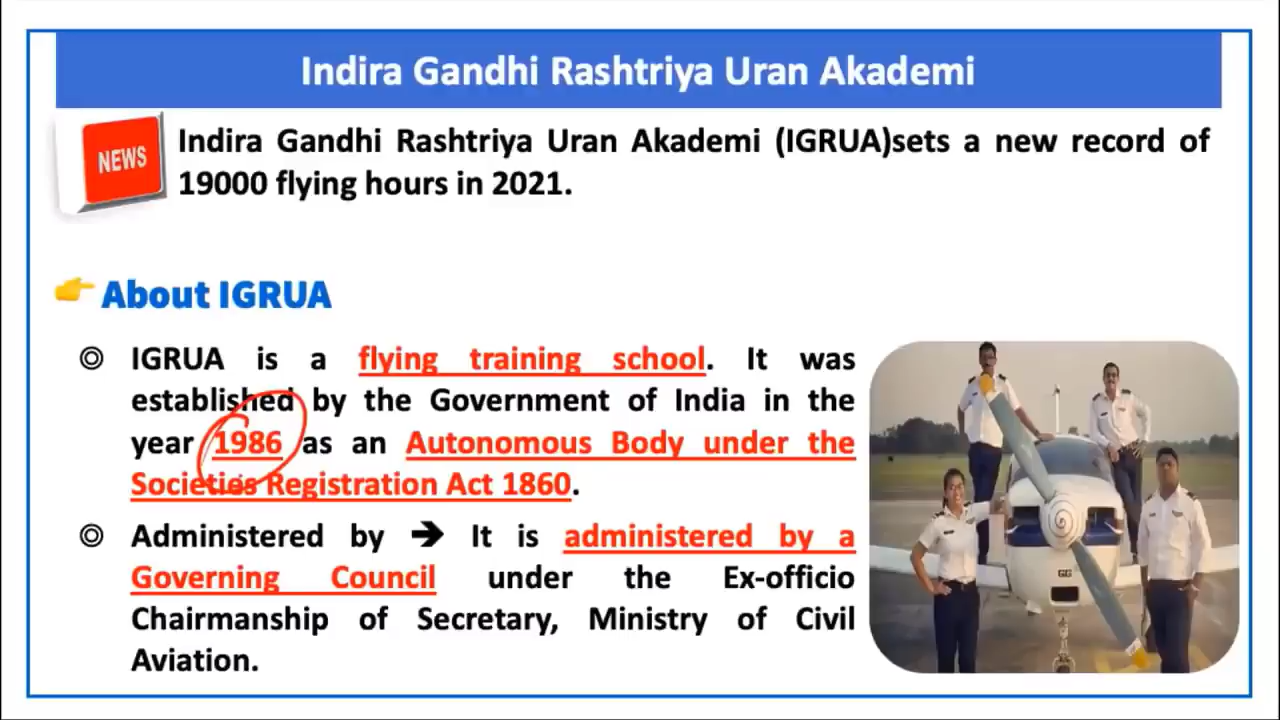 Indira Gandhi Rashtriya Uran Akademi
NEWS
Indira Gandhi Rashtriya Uran Akademi (IGRUA)sets a new record of
19000 flying hours in 2021.
👉 About IGRUA
◎ IGRUA is a flying training school. It was
established by the Government of India in the
year 1986 as an Autonomous Body under the
Societies Registration Act 1860.
◎ Administered by → It is administered by a
Governing Council under the Ex-officio
Chairmanship of Secretary, Ministry of Civil
Aviation.